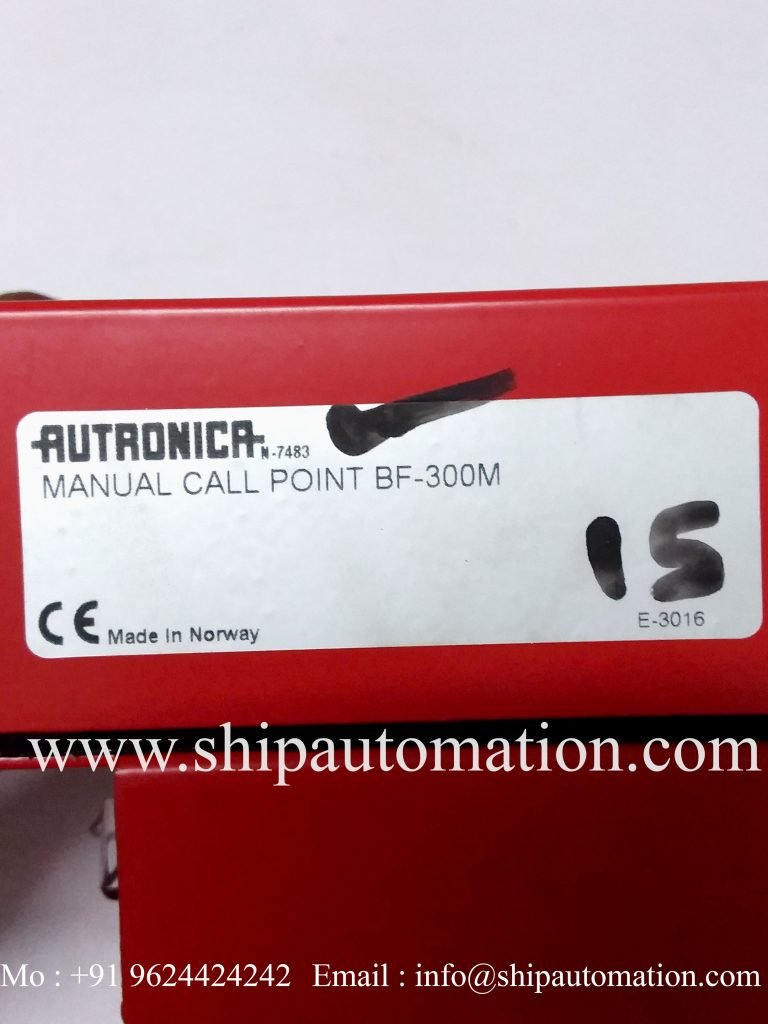 AUTRONICA N-7483
MANUAL CALL POINT BF-300M
15
E-3016
CE Made In Norway
www.shipautomation.com
Mo : +91 9624424242 Email : info@shipautomation.com